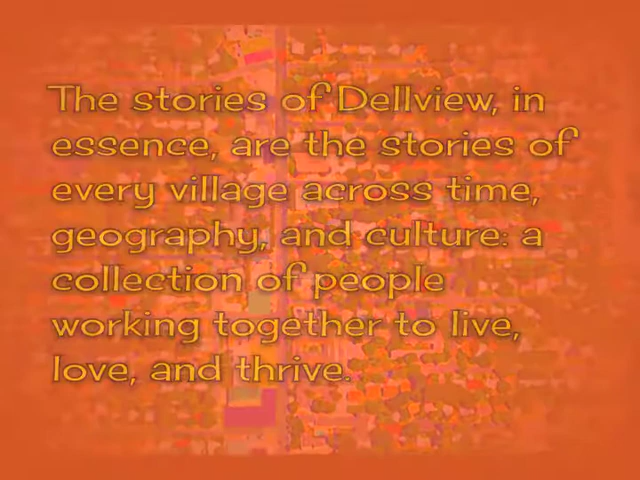 The stories of Dellview, in
essence, are the stories of
every village across time,
geography, and culture: a
collection of people
working together to live,
love, and thrive.